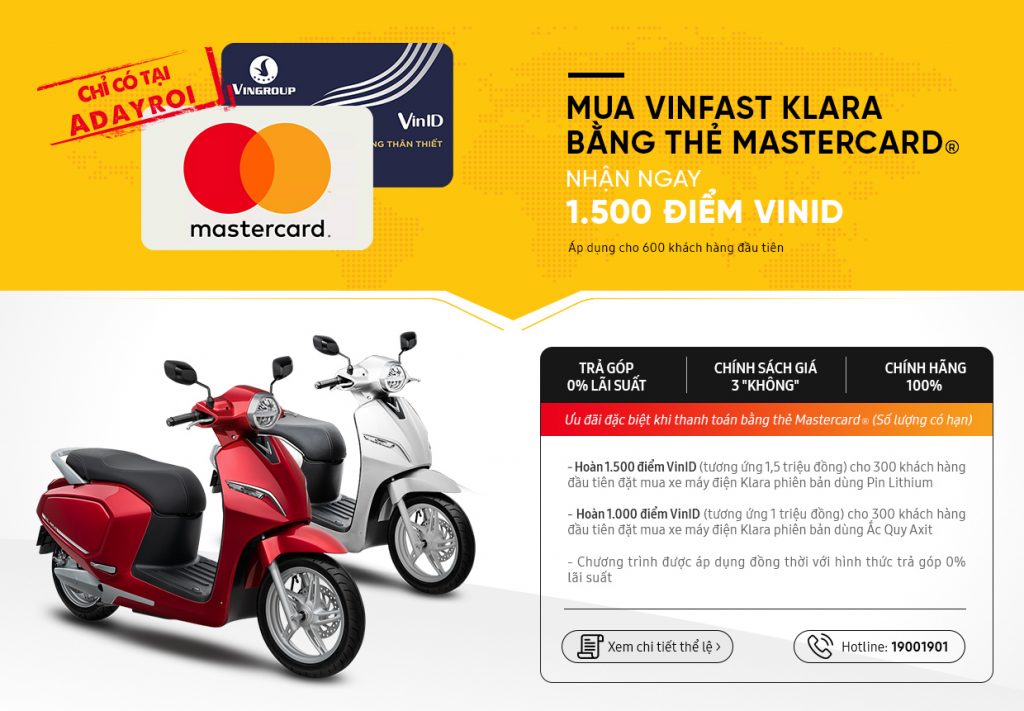 CHỈ CÓ TẠI
ADAYROI
VINGROUP
VinID
NG THÂN THIẾT
mastercard.
MUA VINFAST KLARA
BẰNG THẺ MASTERCARD®
NHẬN NGAY
1.500 ĐIỂM VINID
Áp dụng cho 600 khách hàng đầu tiên
TRẢ GÓP
0% LÃI SUẤT
CHÍNH SÁCH GIÁ
3 "KHÔNG"
CHÍNH HÃNG
100%
Ưu đãi đặc biệt khi thanh toán bằng thẻ Mastercard® (Số lượng có hạn)
- Hoàn 1.500 điểm VinID (tương ứng 1,5 triệu đồng) cho 300 khách hàng
đầu tiên đặt mua xe máy điện Klara phiên bản dùng Pin Lithium
- Hoàn 1.000 điểm VinID (tương ứng 1 triệu đồng) cho 300 khách hàng
đầu tiên đặt mua xe máy điện Klara phiên bản dùng Ắc Quy Axit
- Chương trình được áp dụng đồng thời với hình thức trả góp 0%
lãi suất
Xem chi tiết thể lệ >
Hotline: 19001901